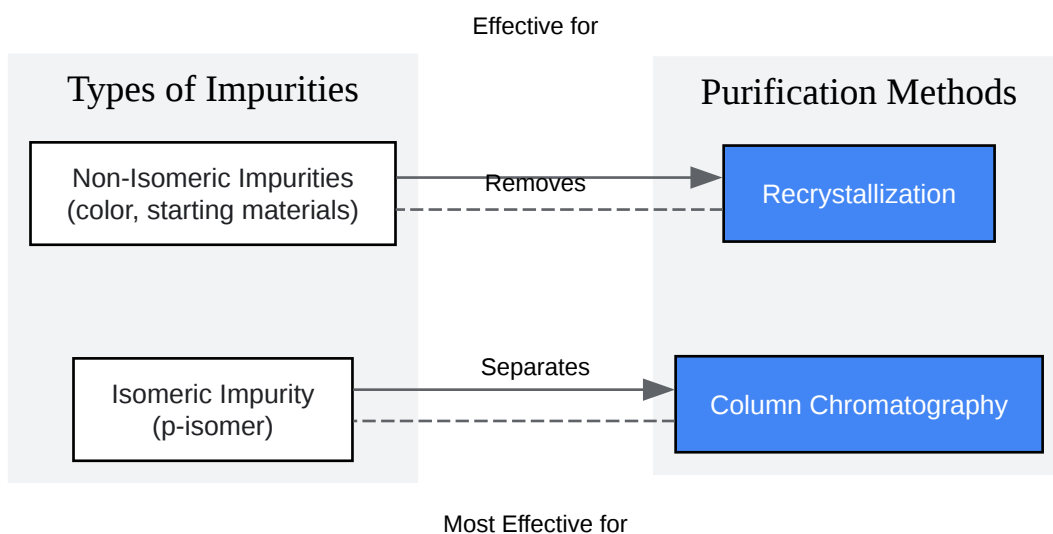 Effective for
Types of Impurities
Purification Methods
Non-Isomeric Impurities
(color, starting materials)
Removes
Recrystallization
Isomeric Impurity
(p-isomer)
Separates
Column Chromatography
Most Effective for